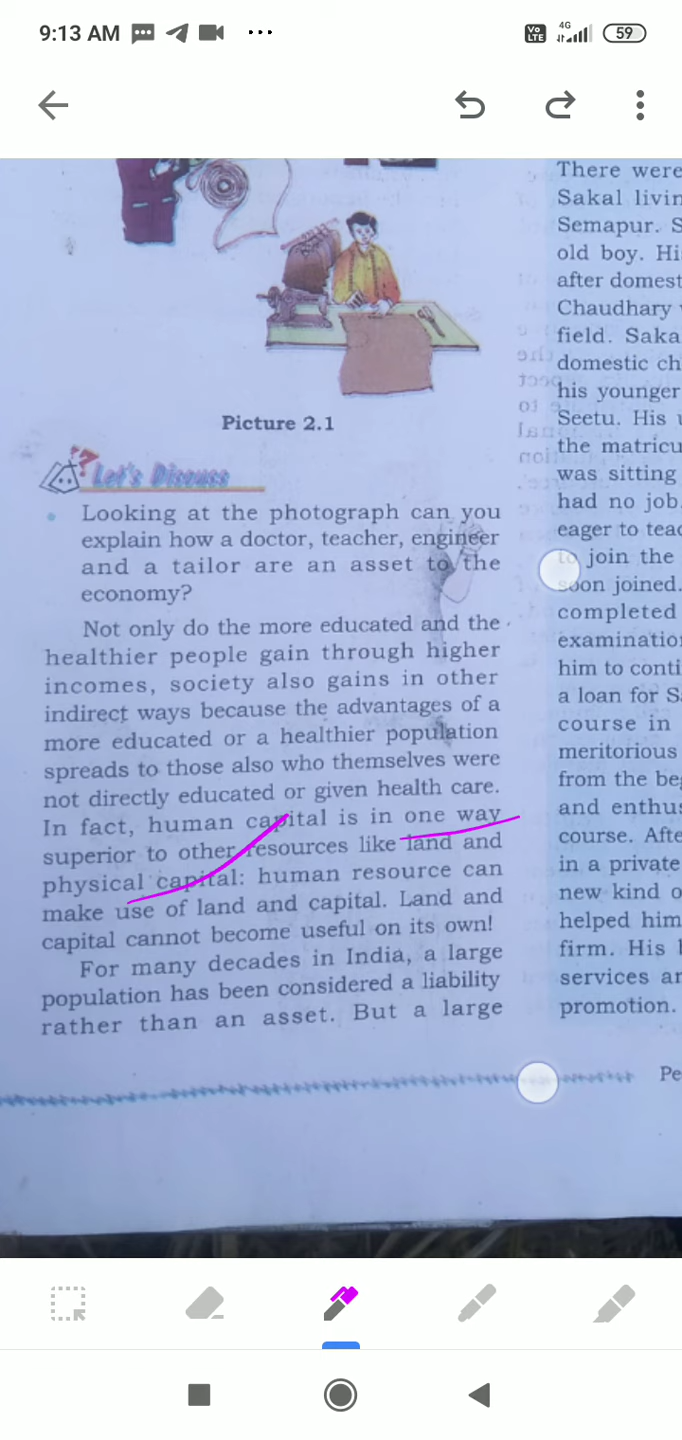 9:13 AM
Vo LTE
4G
59
Picture 2.1
Let's Discuss
Looking at the photograph can you
explain how a doctor, teacher, engineer
and a tailor are an asset to the
economy?
Not only do the more educated and the
healthier people gain through higher
incomes, society also gains in other
indirect ways because the advantages of a
more educated or a healthier population
spreads to those also who themselves were
not directly educated or given health care.
In fact, human capital is in one way
superior to other resources like land and
physical capital: human resource can
make use of land and capital. Land and
capital cannot become useful on its own!
For many decades in India, a large
population has been considered a liability
rather than an asset. But a large
There were
Sakal livin
Semapur. S
old boy. Hi
after domest
Chaudhary
field. Saka
domestic ch
his younger
Seetu. His
the matricu
was sitting
had no job.
eager to teac
to join the
soon joined.
completed
examination
him to conti
a loan for S
course in
meritorious
from the be
and enthus
course. Afte
in a private
new kind o
helped him
firm. His
services an
promotion.
Pe